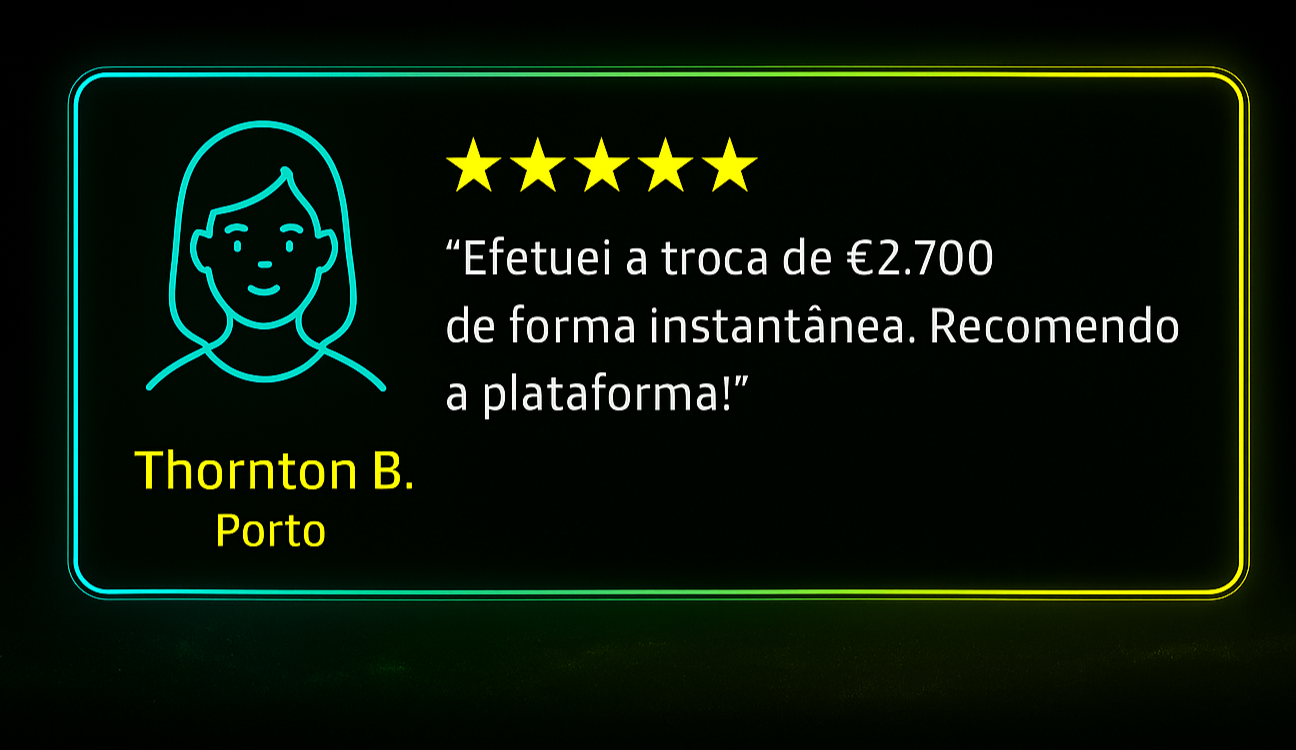 ★★★★★
“Efetuei a troca de €2.700
de forma instantânea. Recomendo
a plataforma!”
Thornton B.
Porto